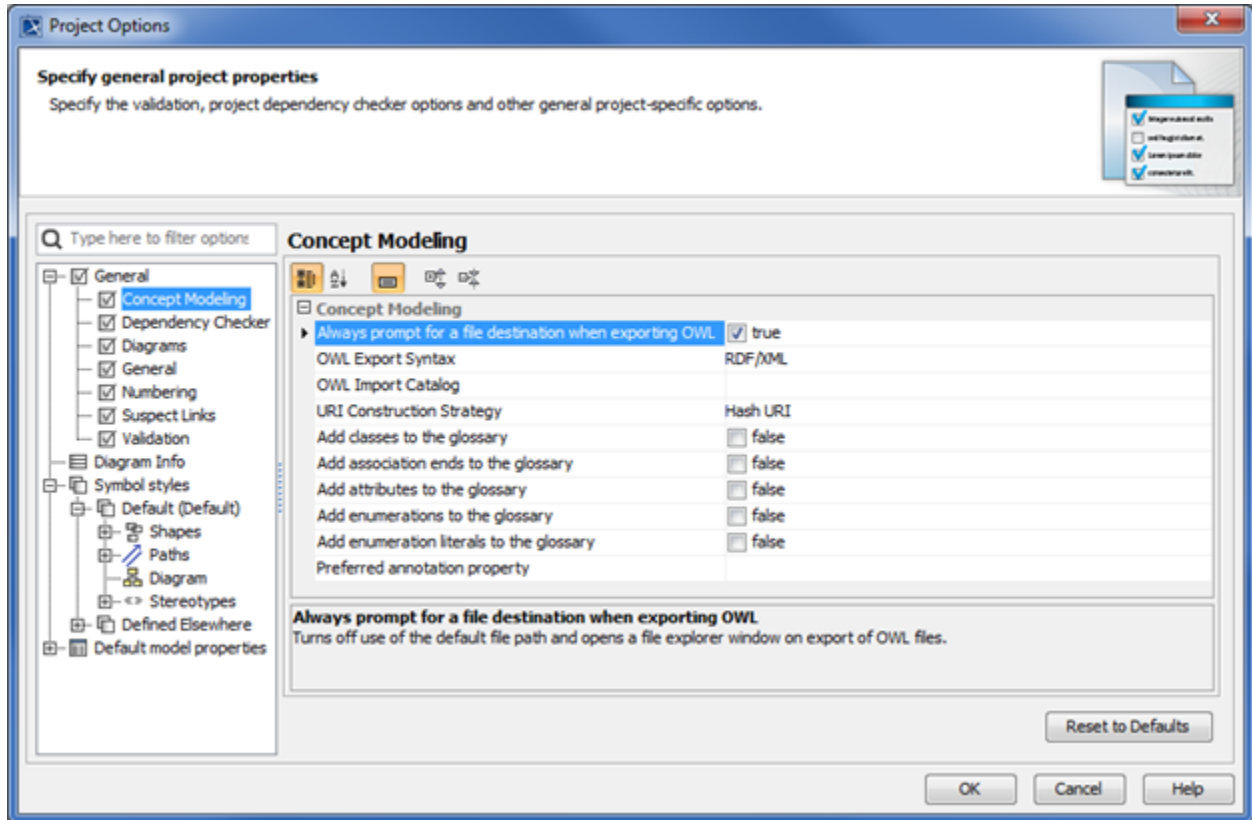 Project Options
Specify general project properties
Specify the validation, project dependency checker options and other general project-specific options.
Type here to filter options
General
Concept Modeling
Dependency Checker
Diagrams
General
Numbering
Suspect Links
Validation
Diagram Info
Symbol styles
Default (Default)
Shapes
Paths
Diagram
Stereotypes
Defined Elsewhere
Default model properties
Concept Modeling
Concept Modeling
Always prompt for a file destination when exporting OWL true
OWL Export Syntax RDF/XML
OWL Import Catalog
URI Construction Strategy Hash URI
Add classes to the glossary false
Add association ends to the glossary false
Add attributes to the glossary false
Add enumerations to the glossary false
Add enumeration literals to the glossary false
Preferred annotation property
Always prompt for a file destination when exporting OWL
Turns off use of the default file path and opens a file explorer window on export of OWL files.
Reset to Defaults
OK Cancel Help